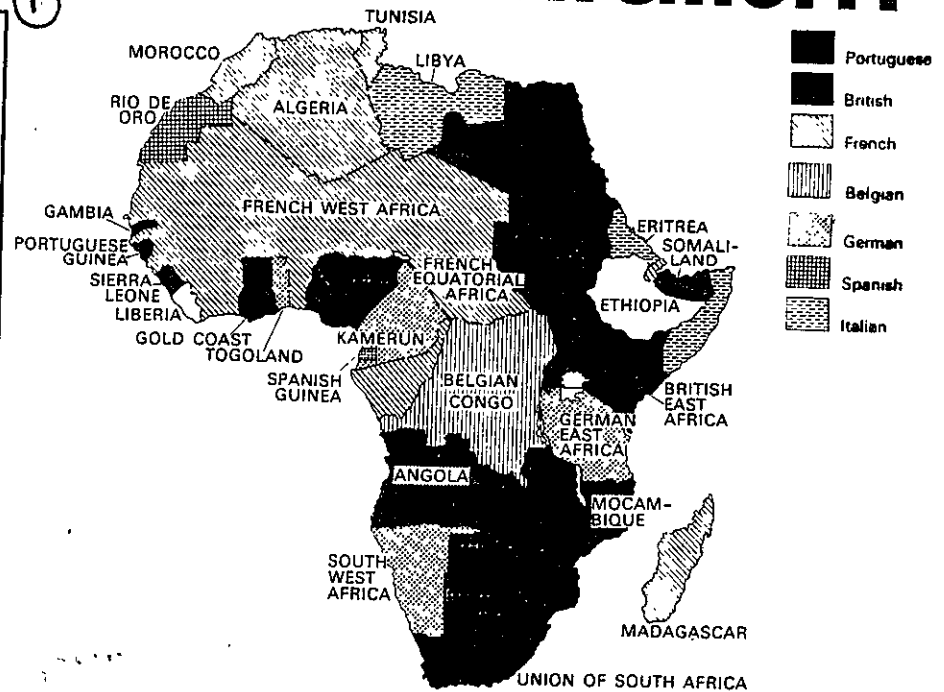 1
TUNISIA
MOROCCO
LIBYA
RIO DE
ORO
ALGERIA
GAMBIA
FRENCH WEST AFRICA
PORTUGUESE
GUINEA
SIERRA
LEONE
LIBERIA
GOLD COAST
TOGOLAND
FRENCH
EQUATORIAL
AFRICA
KAMERUN
SPANISH
GUINEA
BELGIAN
CONGO
ERITREA
SOMALI-
LAND
ETHIOPIA
BRITISH
EAST
AFRICA
GERMAN
EAST
AFRICA
ANGOLA
MOCAM-
BIQUE
SOUTH
WEST
AFRICA
MADAGASCAR
UNION OF SOUTH AFRICA
Portuguese
British
French
Belgian
German
Spanish
Italian